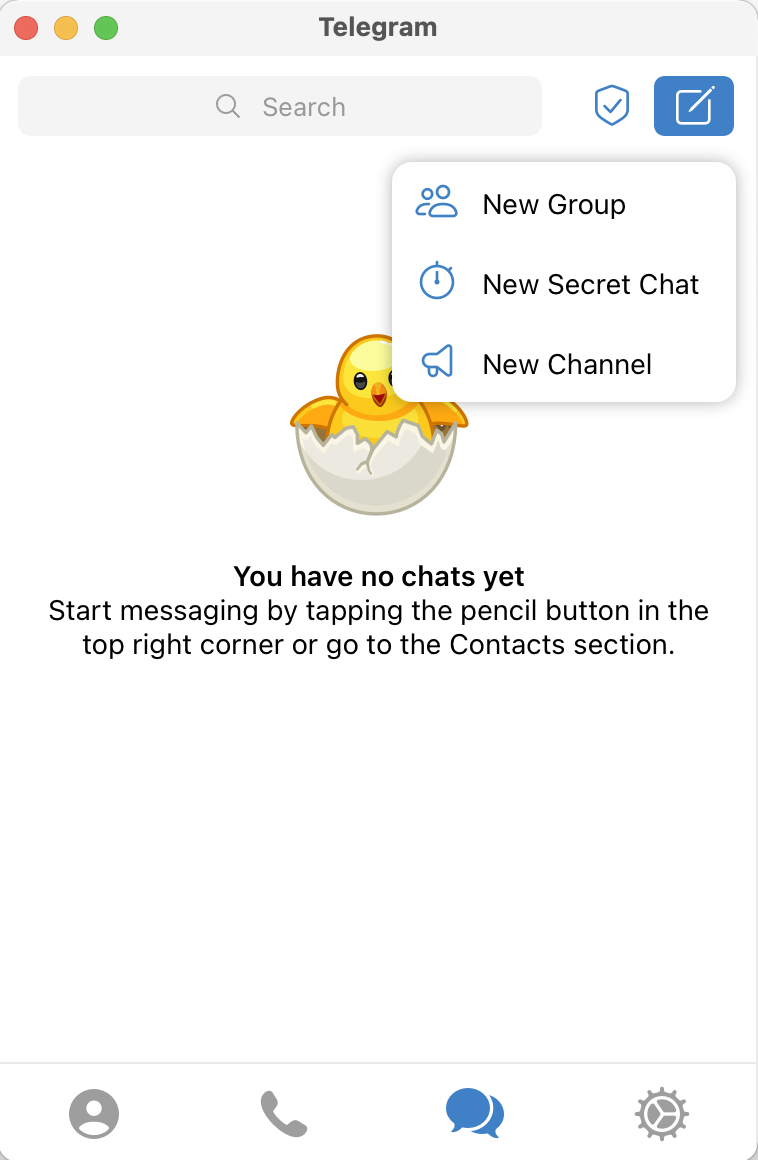 Telegram
Search
New Group
New Secret Chat
New Channel
You have no chats yet
Start messaging by tapping the pencil button in the
top right corner or go to the Contacts section.